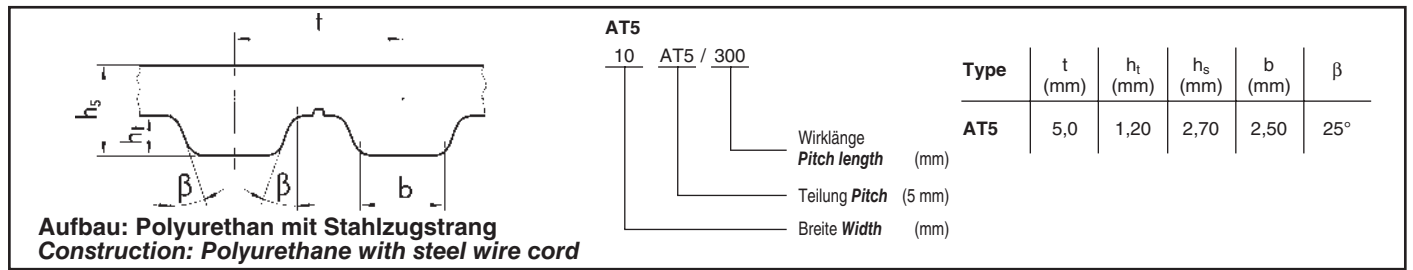 t
h₅
ht
β
β
b
Aufbau: Polyurethan mit Stahlzugstrang
Construction: Polyurethane with steel wire cord
AT5
10 AT5 / 300
Wirklänge
Pitch length (mm)
Teilung Pitch (5 mm)
Breite Width (mm)
Type t (mm) hₜ (mm) hₛ (mm) b (mm) β
AT5 5,0 1,20 2,70 2,50 25°